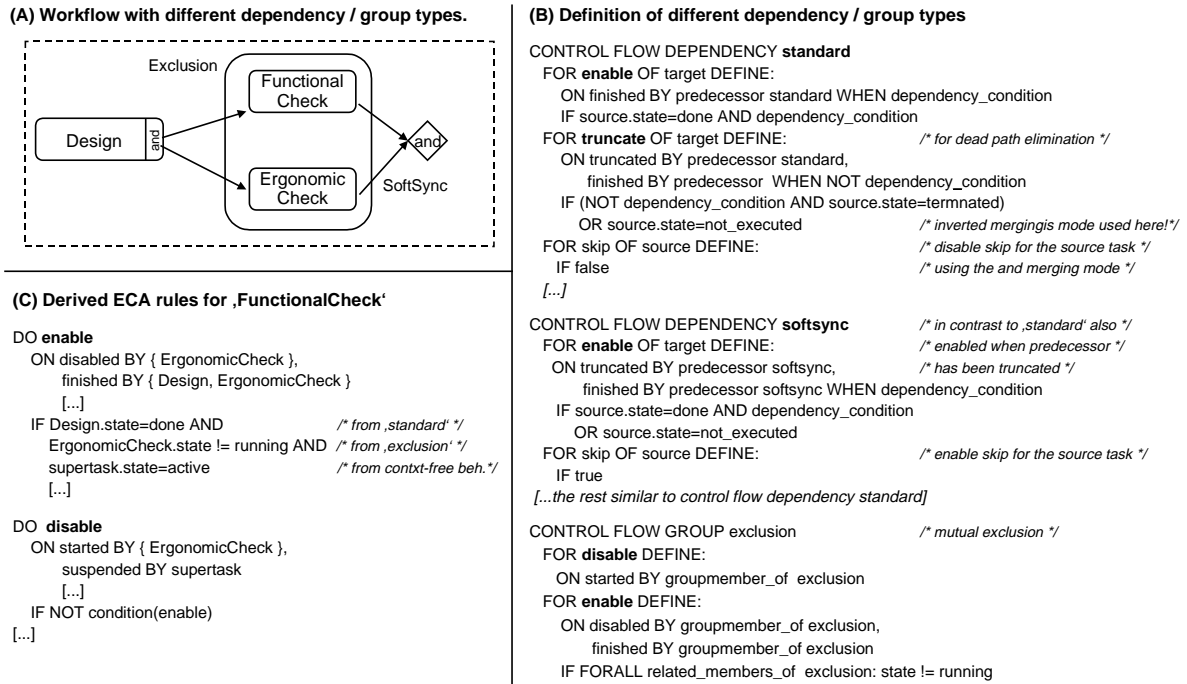 (A) Workflow with different dependency / group types.
Exclusion
Functional
Check
Design
and
and
Ergonomic
Check
SoftSync
(C) Derived ECA rules for ‚FunctionalCheck‘
DO enable
ON disabled BY { ErgonomicCheck },
finished BY { Design, ErgonomicCheck }
[...]
IF Design.state=done AND /* from ‚standard‘ */
ErgonomicCheck.state != running AND /* from ‚exclusion‘ */
supertask.state=active /* from contxt-free beh.*/
[...]
DO disable
ON started BY { ErgonomicCheck },
suspended BY supertask
[...]
IF NOT condition(enable)
[...]
(B) Definition of different dependency / group types
CONTROL FLOW DEPENDENCY standard
FOR enable OF target DEFINE:
ON finished BY predecessor standard WHEN dependency_condition
IF source.state=done AND dependency_condition
FOR truncate OF target DEFINE: /* for dead path elimination */
ON truncated BY predecessor standard,
finished BY predecessor WHEN NOT dependency_condition
IF (NOT dependency_condition AND source.state=termnated)
OR source.state=not_executed /* inverted mergingis mode used here!*/
FOR skip OF source DEFINE: /* disable skip for the source task */
IF false /* using the and merging mode */
[...]
CONTROL FLOW DEPENDENCY softsync /* in contrast to ‚standard‘ also */
FOR enable OF target DEFINE: /* enabled when predecessor */
ON truncated BY predecessor softsync, /* has been truncated */
finished BY predecessor softsync WHEN dependency_condition
IF source.state=done AND dependency_condition
OR source.state=not_executed
FOR skip OF source DEFINE: /* enable skip for the source task */
IF true
[...the rest similar to control flow dependency standard]
CONTROL FLOW GROUP exclusion /* mutual exclusion */
FOR disable DEFINE:
ON started BY groupmember_of exclusion
FOR enable DEFINE:
ON disabled BY groupmember_of exclusion,
finished BY groupmember_of exclusion
IF FORALL related_members_of exclusion: state != running